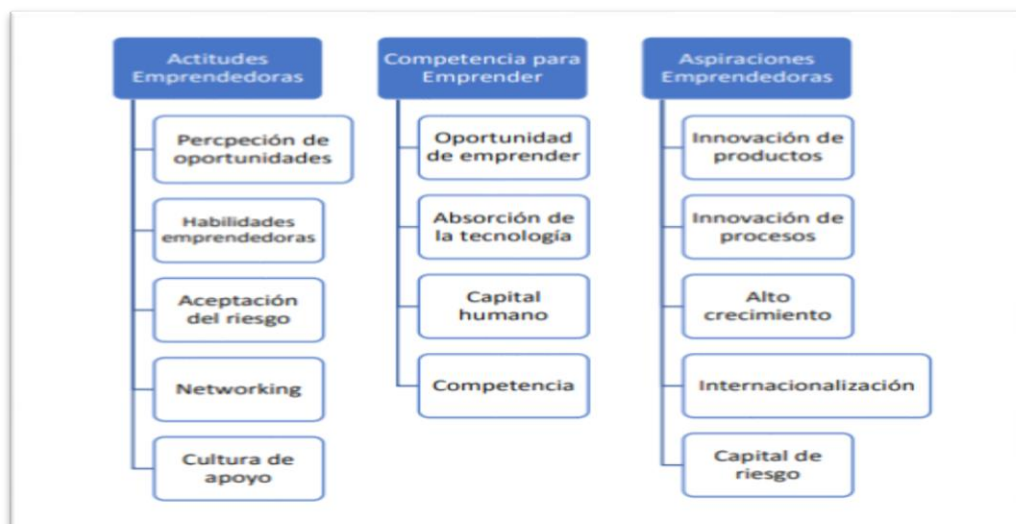 Actitudes
Emprendedoras
Percpeción de
oportunidades
Habilidades
emprendedoras
Aceptación
del riesgo
Networking
Cultura de
apoyo
Competencia para
Emprender
Oportunidad
de emprender
Absorción de
la tecnología
Capital
humano
Competencia
Aspiraciones
Emprendedoras
Innovación de
productos
Innovación de
procesos
Alto
crecimiento
Internacionalización
Capital de
riesgo